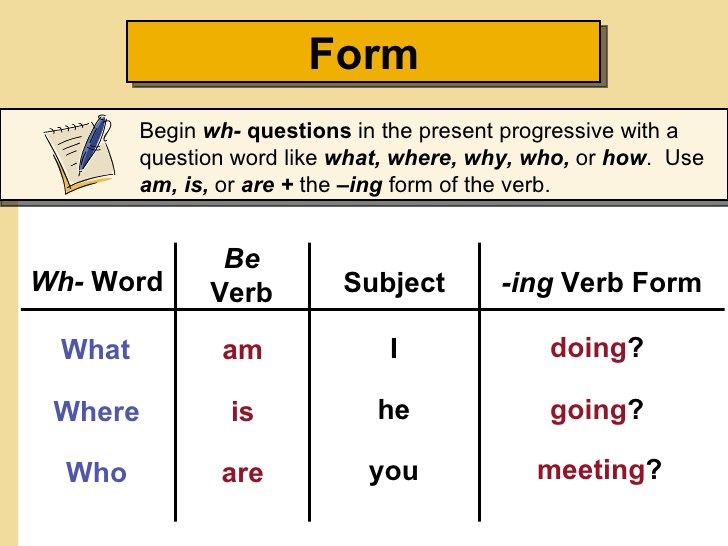 Form
Begin wh- questions in the present progressive with a
question word like what, where, why, who, or how.  Use
am, is, or are + the –ing form of the verb.
Wh- Word Be Verb Subject -ing Verb Form
What am I doing?
Where is he going?
Who are you meeting?